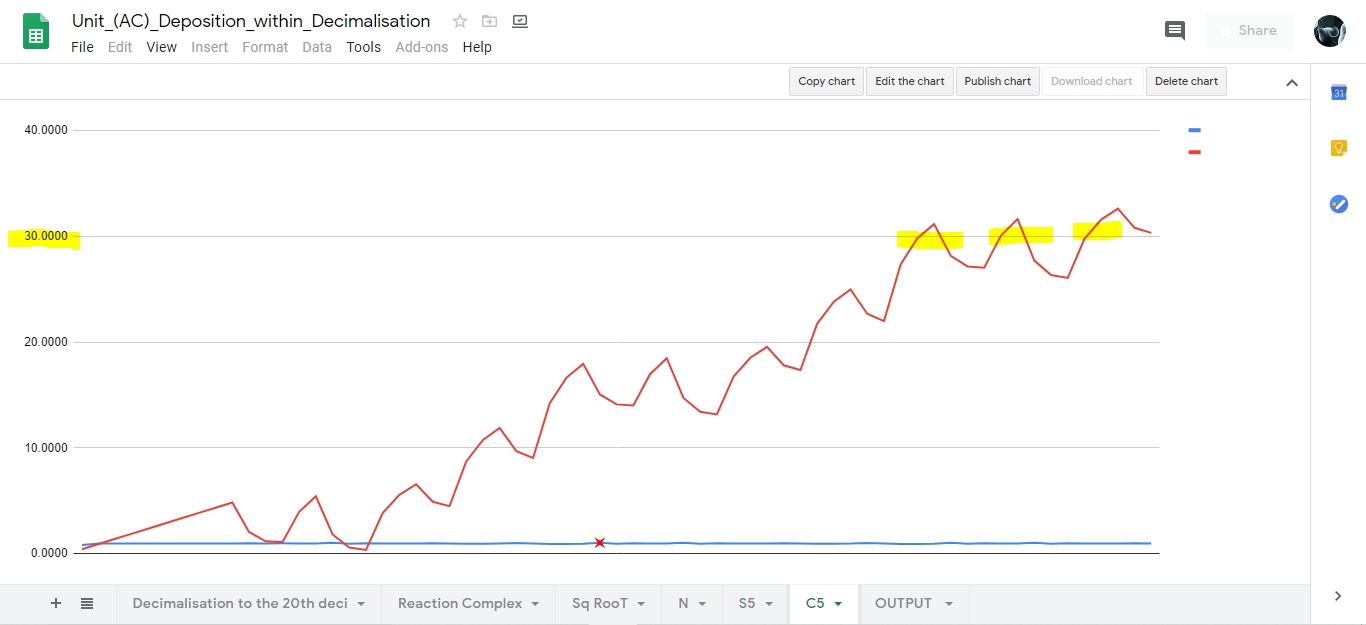 Unit_(AC)_Deposition_within_Decimalisation
File Edit View Insert Format Data Tools Add-ons Help
Share
Copy chart Edit the chart Publish chart Download chart Delete chart
31
40.0000
30.0000
20.0000
10.0000
0.0000
Decimalisation to the 20th deci Reaction Complex Sq RooT N S5 C5 OUTPUT